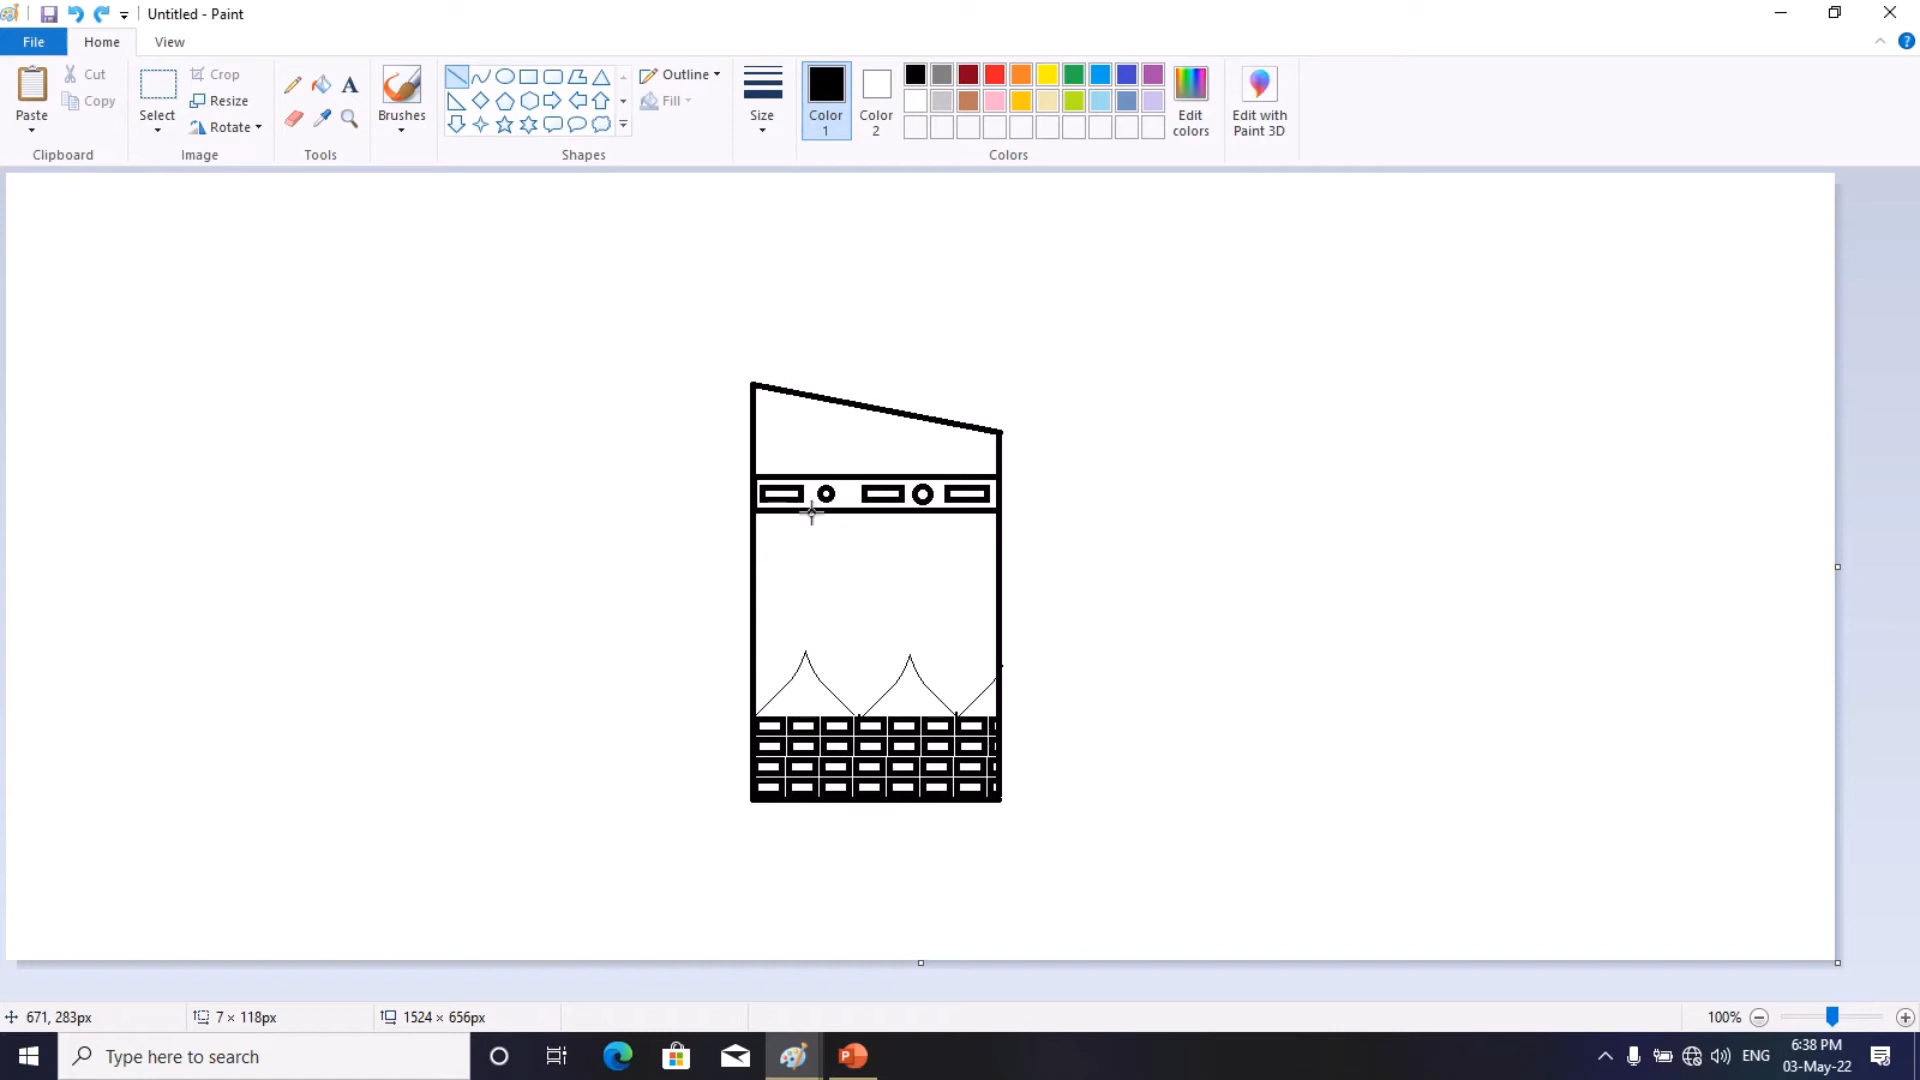 Untitled - Paint
File Home View
Paste
Cut
Copy
Clipboard
Select
Crop
Resize
Rotate
Image
A
Tools
Brushes
Shapes
Outline
Fill
Size
Color 1
Color 2
Colors
Edit colors
Edit with Paint 3D
671, 283px
7 × 118px
1524 × 656px
100%
Type here to search
ENG
6:38 PM
03-May-22